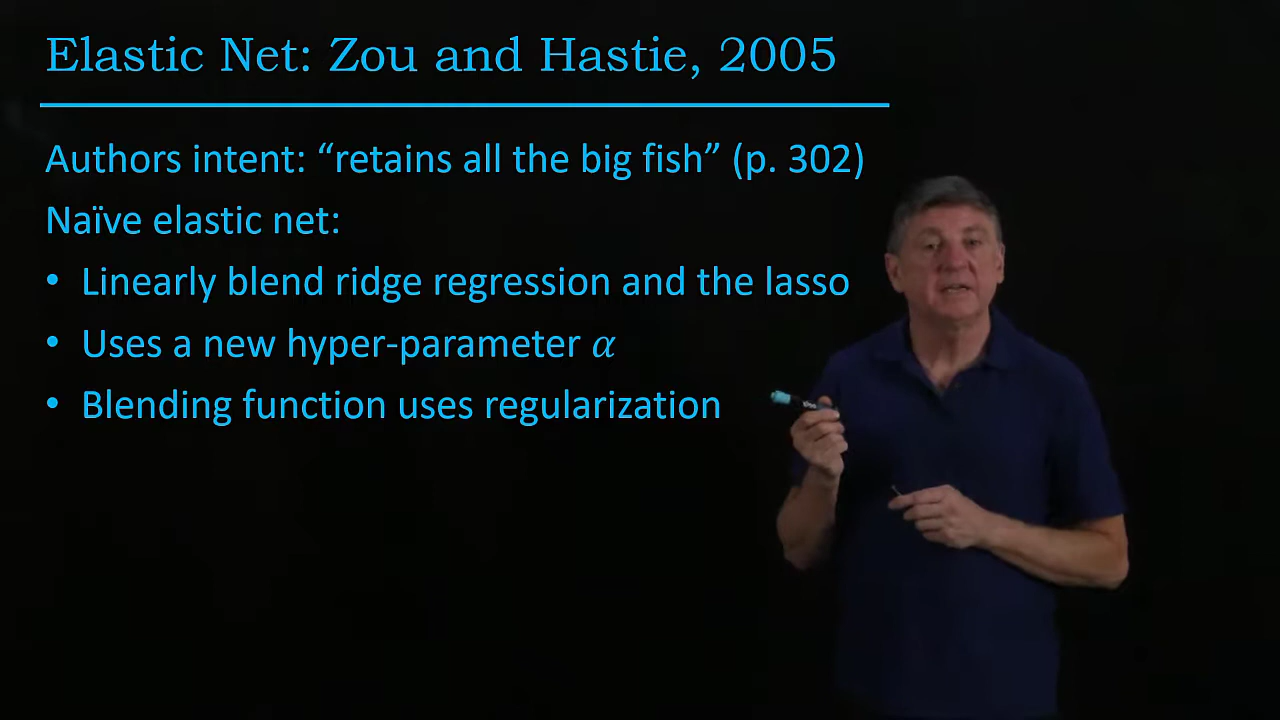 Elastic Net: Zou and Hastie, 2005
Authors intent: “retains all the big fish” (p. 302)
Naïve elastic net:
• Linearly blend ridge regression and the lasso
• Uses a new hyper-parameter α
• Blending function uses regularization